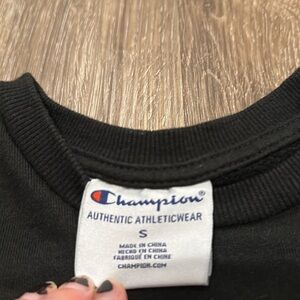 Champion®
AUTHENTIC ATHLETICWEAR
S
MADE IN CHINA
HECHO EN CHINA
FABRIQUÉ EN CHINE
CHAMPION.COM